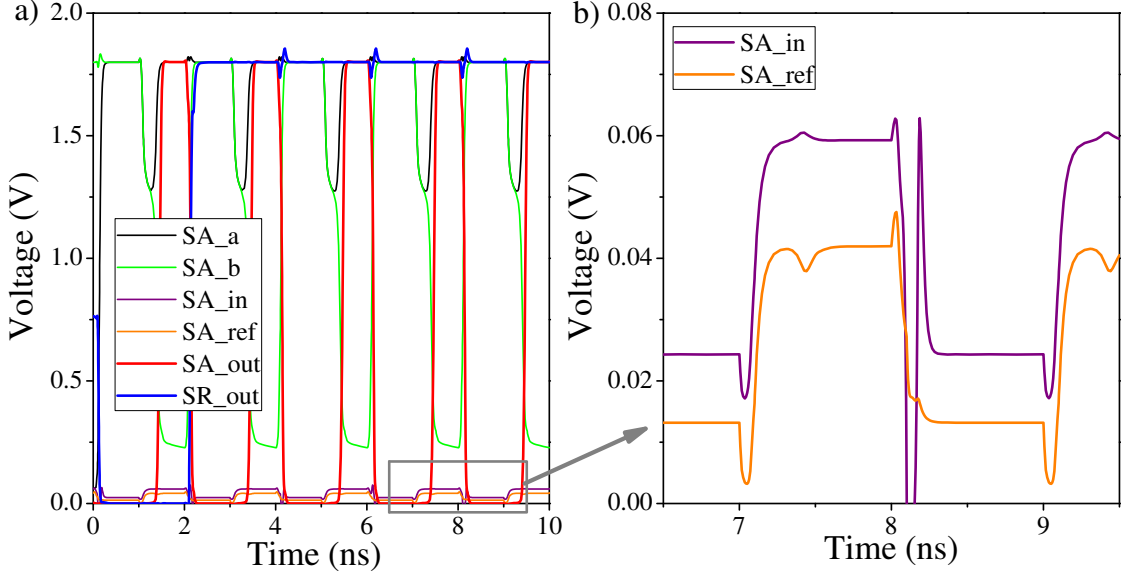 a)
2.0
1.5
1.0
0.5
0.0
Voltage (V)
SA_a
SA_b
SA_in
SA_ref
SA_out
SR_out
0 2 4 6 8 10
Time (ns)
b)
0.08
0.06
0.04
0.02
0.00
Voltage (V)
SA_in
SA_ref
7 8 9
Time (ns)